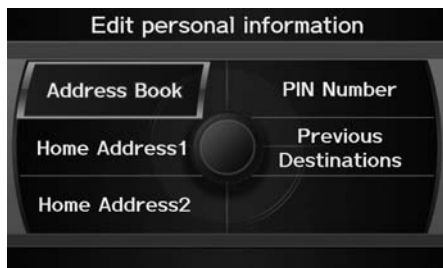 Edit personal information
Address Book
PIN Number
Home Address1
Previous
Destinations
Home Address2